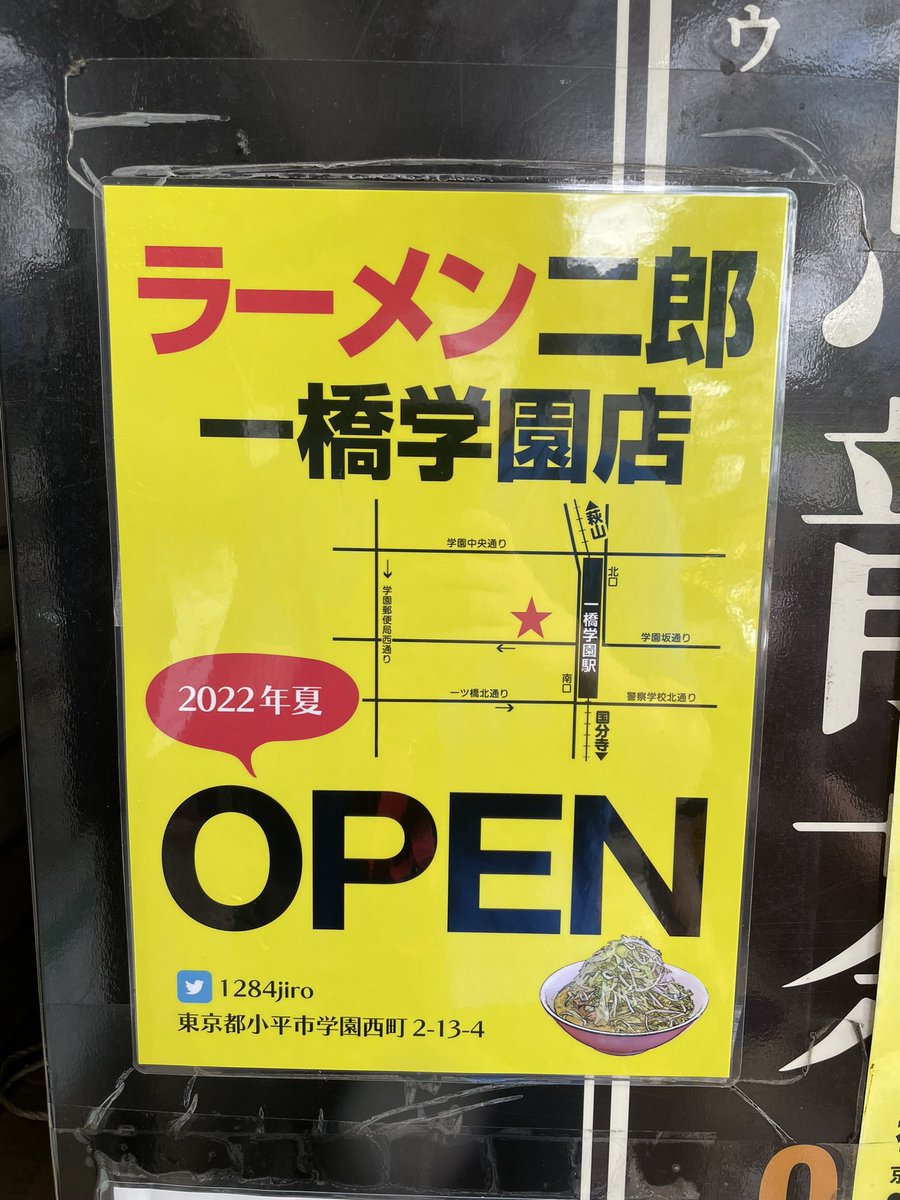 ラーメン二郎
一橋学園店
▲萩山
学園中央通り
北口
学園郵便局西通り
一橋学園駅
学園坂通り
南口
一ツ橋北通り
警察学校北通り
国分寺▼
2022年夏
OPEN
1284jiro
東京都小平市学園西町 2-13-4
ウ